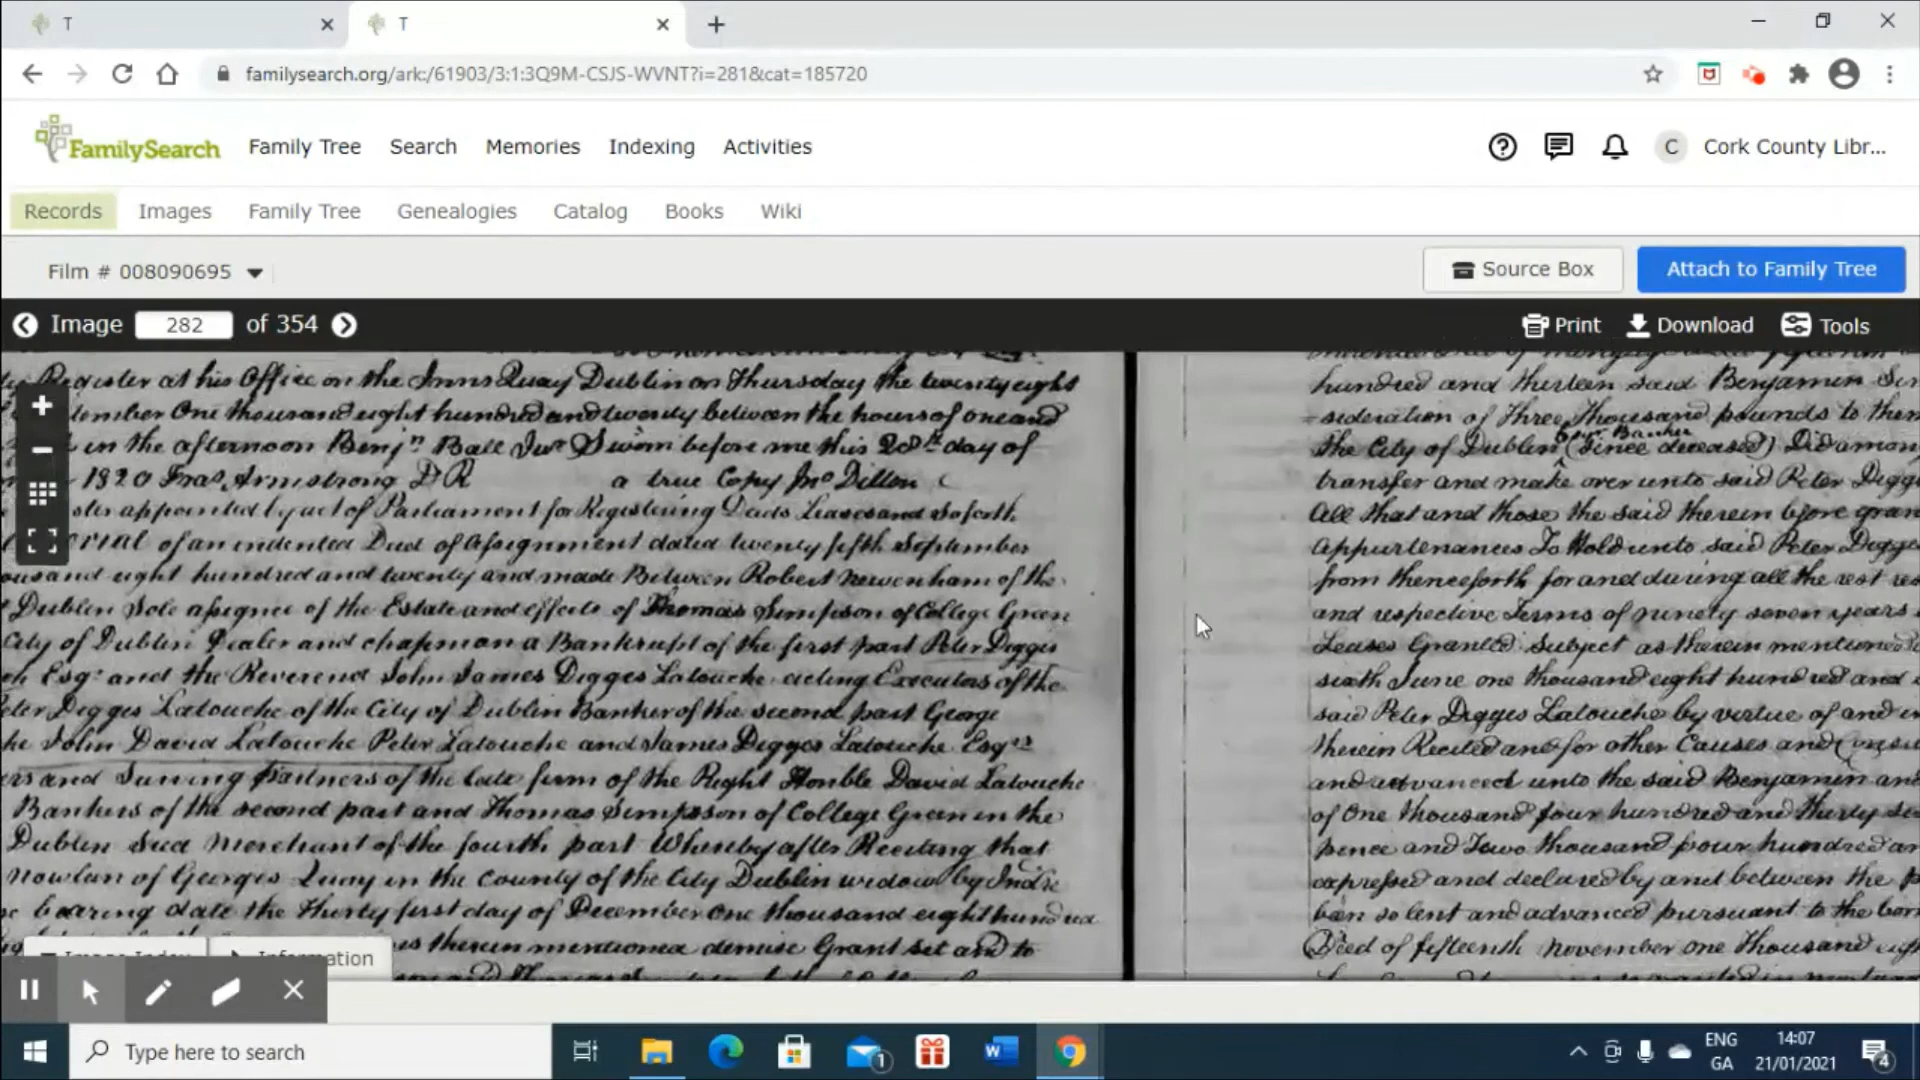 T
T
familysearch.org/ark:/61903/3:1:3Q9M-CSJS-WVNT?i=281&cat=185720
FamilySearch
Family Tree Search Memories Indexing Activities
C Cork County Libr...
Records Images Family Tree Genealogies Catalog Books Wiki
Film # 008090695
Source Box
Attach to Family Tree
Image 282 of 354
Print Download Tools
Register at his Office on the Inns Quay Dublin on Thursday the twenty eight
One thousand eight hundred and twenty between the hours of one and
in the afternoon Benjn Ball Junr Sworn before me this 28th day of
1820 Fras Armstrong D R a true Copy Jno Dillon
appointed by act of Parliament for Registering Deeds Leases and so forth
of an indented Deed of assignment dated twenty fifth September
eight hundred and twenty and made Between Robert Newenham of the
Dublin Sole assignee of the Estate and effects of Thomas Simpson of College Green
City of Dublin Dealer and chapman a Bankrupt of the first part Peter Digges
Esqr and the Reverend John James Digges Latouche acting Executors of the
Peter Digges Latouche of the City of Dublin Banker of the second part George
John David Latouche Peter Latouche and James Digges Latouche Esqrs
and Surving Partners of the late firm of the Right Honble David Latouche
Bankers of the second part and Thomas Simpson of College Green in the
Dublin Merchant of the fourth part Whereby after Reciting that
Nowlan of Georges Quay in the County of the City Dublin widow by
bearing date the Thirty first day of December One thousand eight hundred
therein mentioned demise Grant set and to
hundred and thirteen said Benjamin
sideration of Three Thousand pounds to them
Banker
the City of Dublin (since deceased) Did
transfer and make over unto said Peter
all that and those the said therein before
appurtenances To Hold unto said Peter
from thenceforth for and during all the rest
and respective Terms of ninety seven years
Leases Granted Subject as therein mentioned
sixth June one thousand eight hundred and
said Peter Digges Latouche by virtue of and
therein Recited and for other Causes and
and advanced unto the said Benjamin and
of One thousand four hundred and thirty
pence and Two thousand four hundred
expressed and declared by and between the
been so lent and advanced pursuant to the
Deed of fifteenth November one Thousand
Image Index Information
Type here to search
1
ENG
GA
14:07
21/01/2021
4